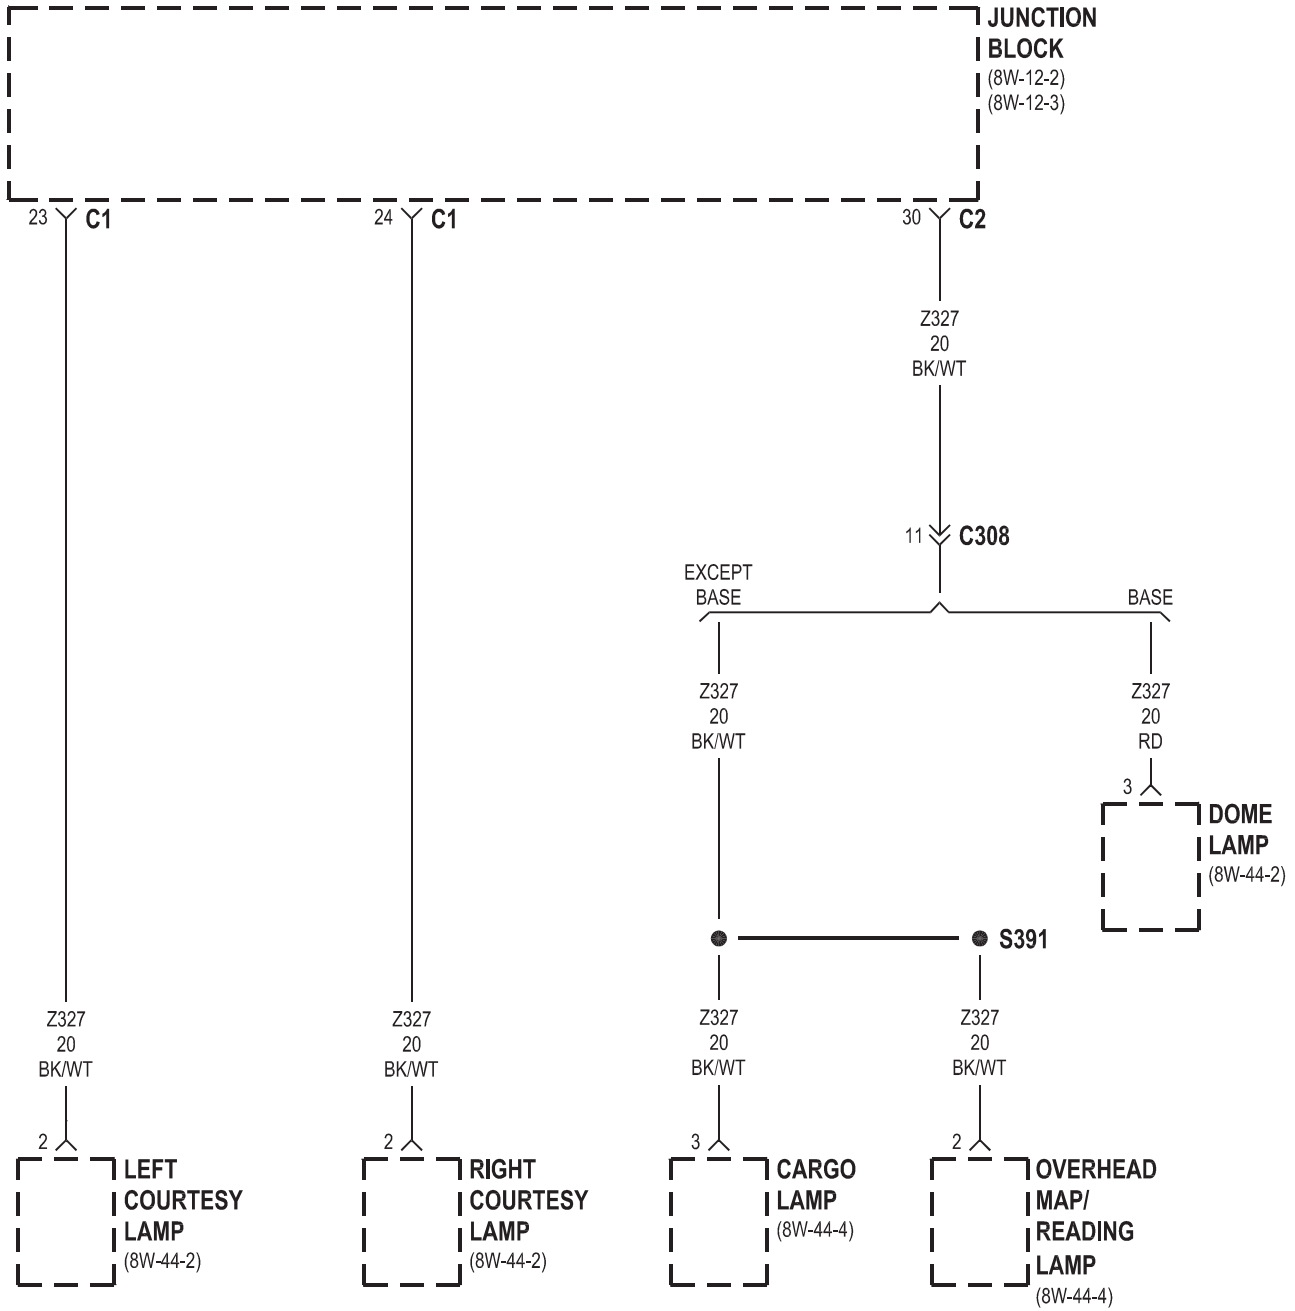 JUNCTION
BLOCK
(8W-12-2)
(8W-12-3)
23 C1
24 C1
30 C2
Z327
20
BK/WT
11 C308
EXCEPT
BASE
BASE
Z327
20
BK/WT
Z327
20
RD
3
DOME
LAMP
(8W-44-2)
S391
Z327
20
BK/WT
Z327
20
BK/WT
Z327
20
BK/WT
Z327
20
BK/WT
2
LEFT
COURTESY
LAMP
(8W-44-2)
2
RIGHT
COURTESY
LAMP
(8W-44-2)
3
CARGO
LAMP
(8W-44-4)
2
OVERHEAD
MAP/
READING
LAMP
(8W-44-4)